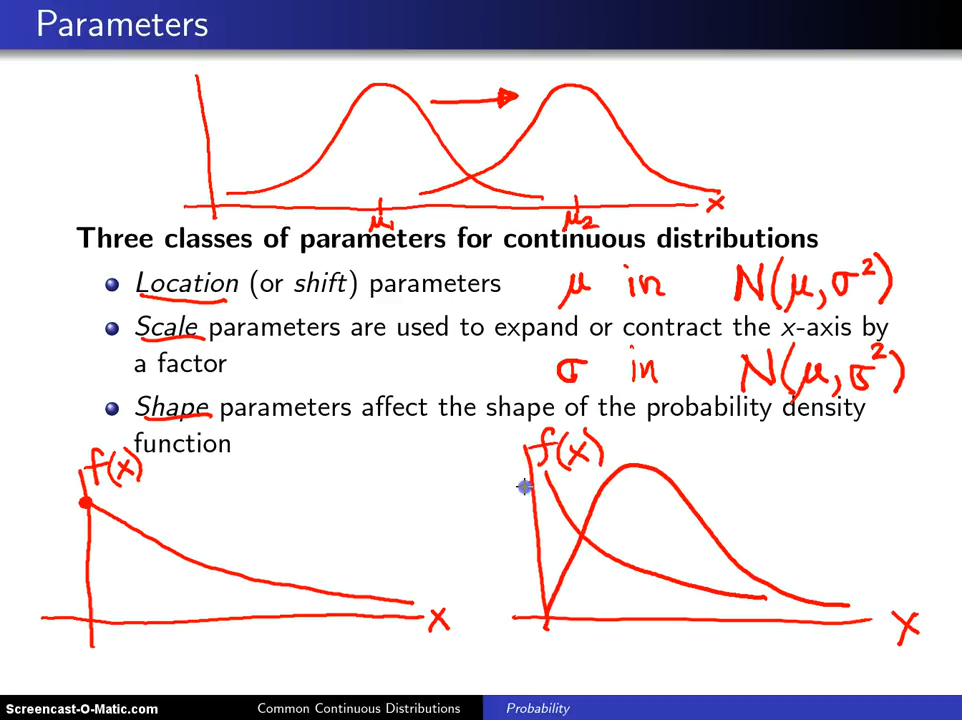 Parameters
x
μ1 μ2
Three classes of parameters for continuous distributions
Location (or shift) parameters μ in N(μ, σ²)
Scale parameters are used to expand or contract the x-axis by
a factor σ in N(μ, σ²)
Shape parameters affect the shape of the probability density
function
f(x) f(x)
x x
Screencast-O-Matic.com Common Continuous Distributions Probability